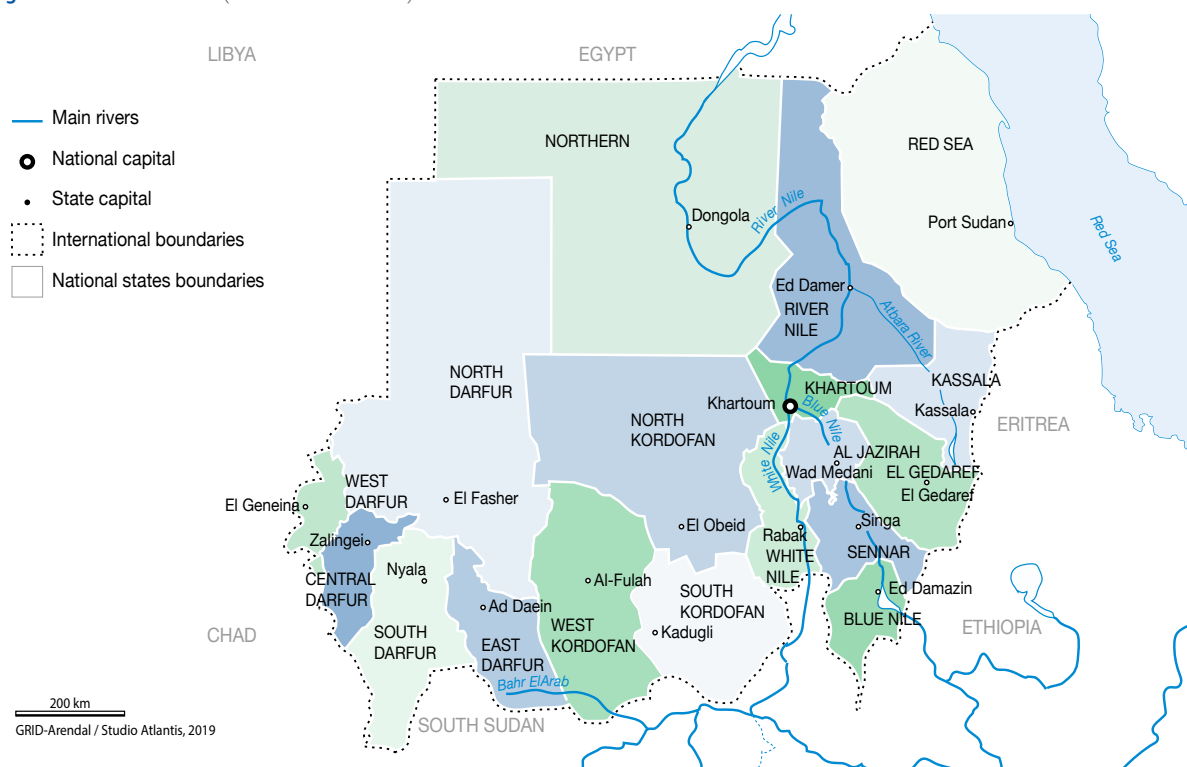 LIBYA
EGYPT
Main rivers
National capital
State capital
International boundaries
National states boundaries
NORTHERN
RED SEA
Dongola
River Nile
Port Sudan
Red Sea
Ed Damer
RIVER
NILE
Atbara River
NORTH
DARFUR
KHARTOUM
KASSALA
Khartoum
Blue Nile
Kassala
NORTH
KORDOFAN
ERITREA
White Nile
AL JAZIRAH
Wad Medani
EL GEDAREF
El Gedaref
WEST
DARFUR
El Geneina
El Fasher
El Obeid
Singa
Rabak
WHITE
NILE
SENNAR
Zalingei
Nyala
CENTRAL
DARFUR
Al-Fulah
SOUTH
KORDOFAN
Ed Damazin
BLUE NILE
Ad Daein
WEST
KORDOFAN
Kadugli
CHAD
SOUTH
DARFUR
EAST
DARFUR
ETHIOPIA
Bahr ElArab
SOUTH SUDAN
200 km
GRID-Arendal / Studio Atlantis, 2019